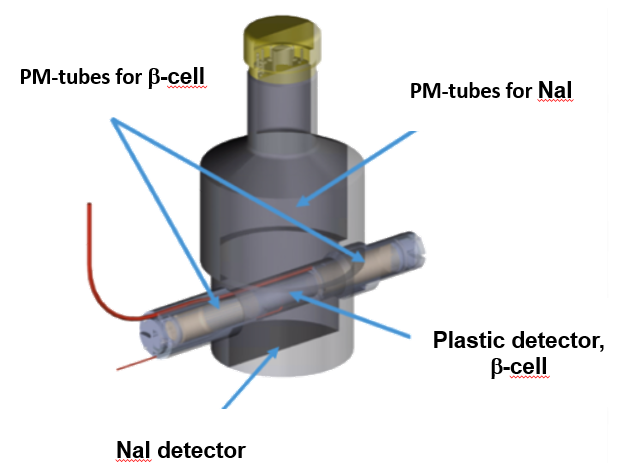 PM-tubes for β-cell
PM-tubes for NaI
Plastic detector,
β-cell
NaI detector